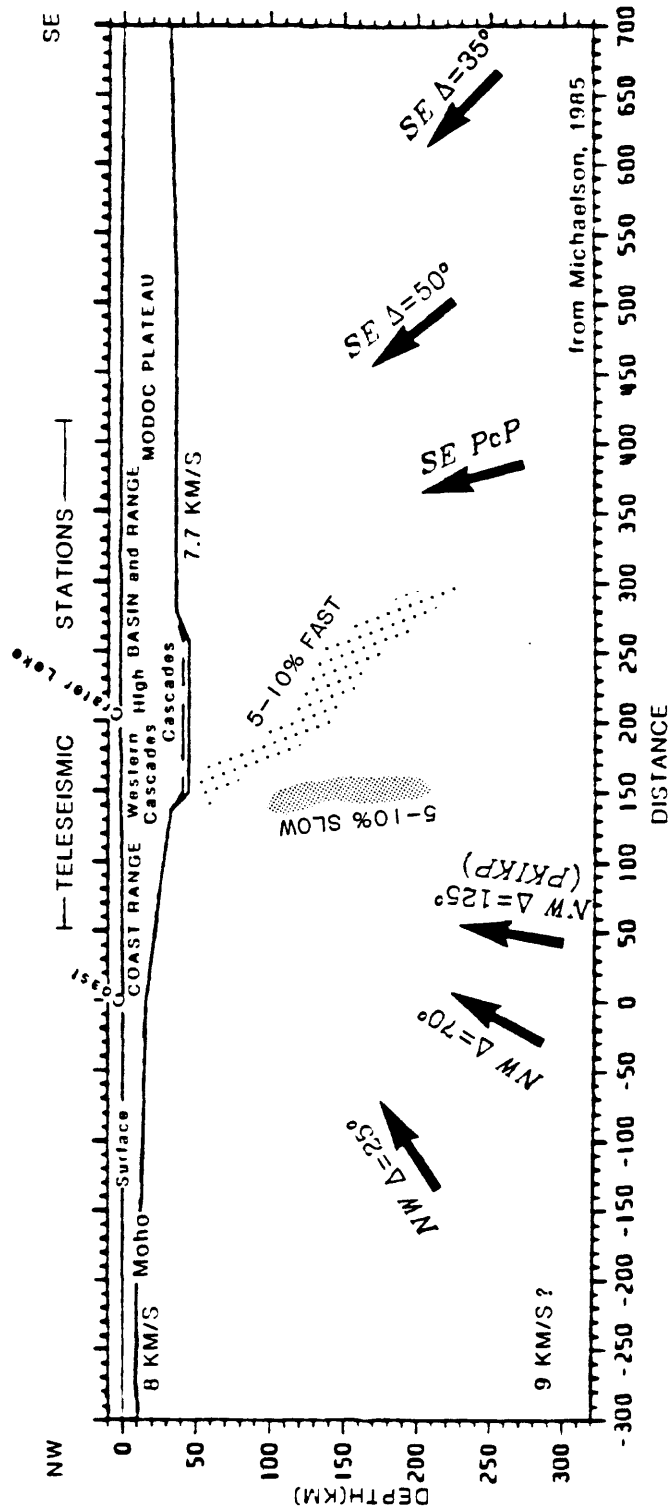 NW
SE
TELESEISMIC STATIONS
Crater Lake
Coast
Surface
COAST RANGE
Western
Cascades
High
Cascades
BASIN and RANGE
MODOC PLATEAU
Moho
8 KM/S
7.7 KM/S
5-10% FAST
5-10% SLOW
NW Δ=25°
NW Δ=70°
NW Δ=125°
(PKIKP)
SE PcP
SE Δ=50°
SE Δ=35°
9 KM/S?
from Michaelson, 1985
DEPTH(KM)
0
50
100
150
200
250
300
-300 -250 -200 -150 -100 -50 0 50 100 150 200 250 300 350 400 450 500 550 600 650 700
DISTANCE